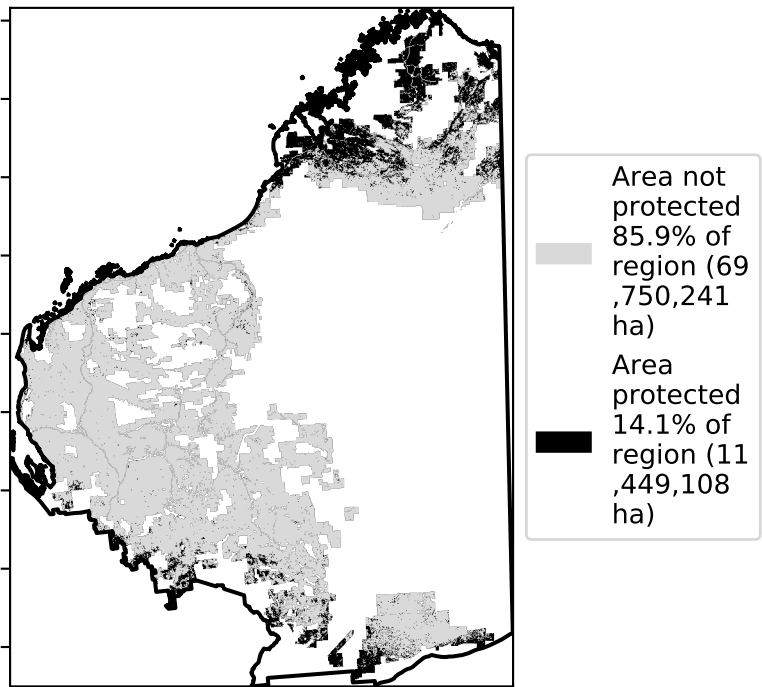 Area not
protected
85.9% of
region (69
,750,241
ha)
Area
protected
14.1% of
region (11
,449,108
ha)